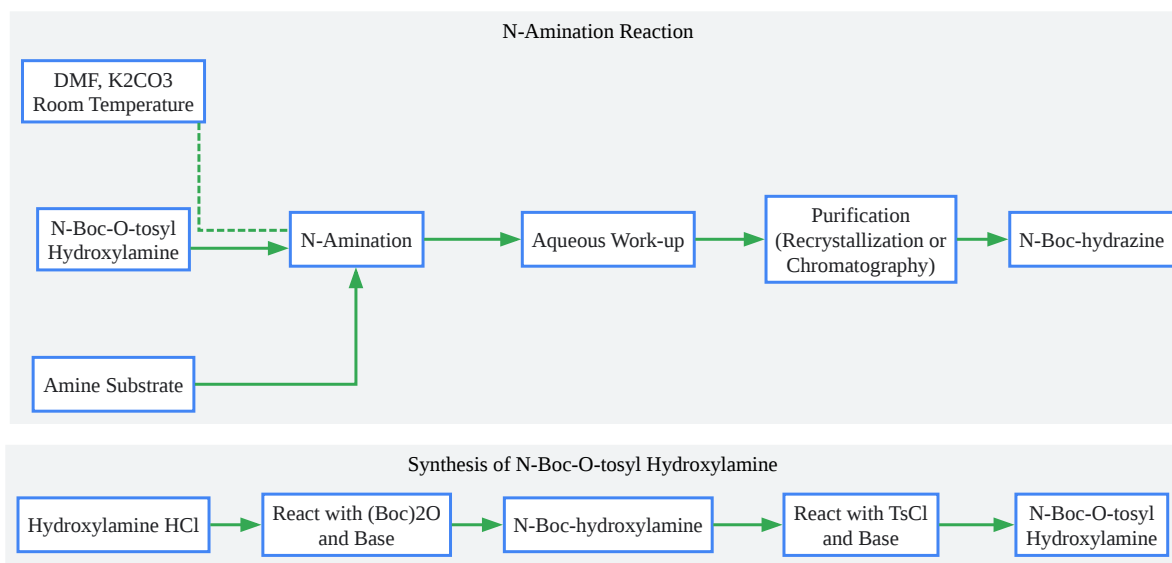 N-Amination Reaction
DMF, K2CO3
Room Temperature
N-Boc-O-tosyl
Hydroxylamine
N-Amination
Aqueous Work-up
Purification
(Recrystallization or
Chromatography)
N-Boc-hydrazine
Amine Substrate
Synthesis of N-Boc-O-tosyl Hydroxylamine
Hydroxylamine HCl
React with (Boc)2O
and Base
N-Boc-hydroxylamine
React with TsCl
and Base
N-Boc-O-tosyl
Hydroxylamine